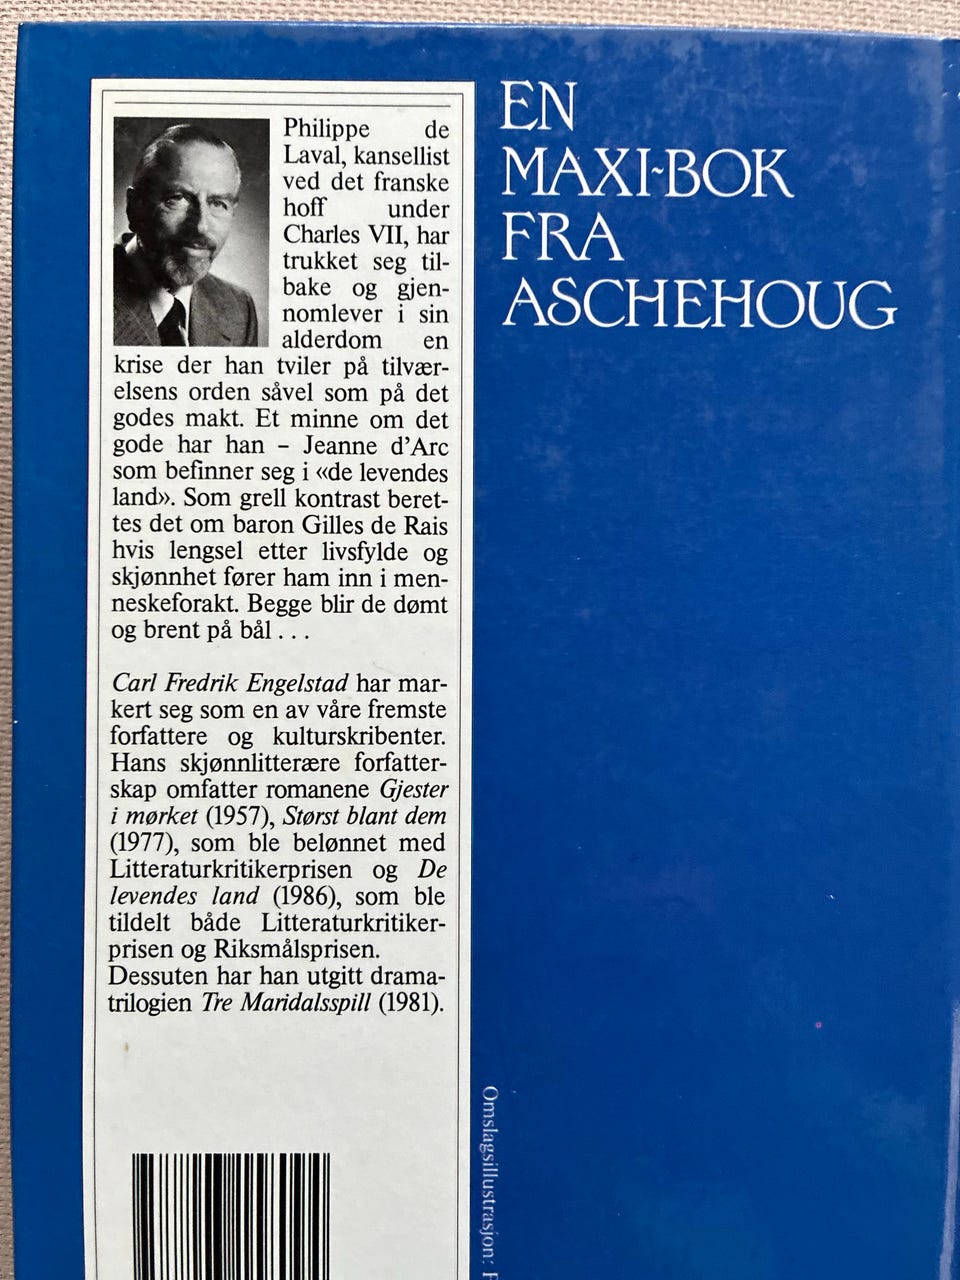 Philippe de
Laval, kansellist
ved det franske
hoff under
Charles VII, har
trukket seg til-
bake og gjen-
nomlever i sin
alderdom en
krise der han tviler på tilvær-
elsens orden såvel som på det
godes makt. Et minne om det
gode har han – Jeanne d'Arc
som befinner seg i «de levendes
land». Som grell kontrast beret-
tes det om baron Gilles de Rais
hvis lengsel etter livsfylde og
skjønnhet fører ham inn i men-
neskeforakt. Begge blir de dømt
og brent på bål . . .
Carl Fredrik Engelstad har mar-
kert seg som en av våre fremste
forfattere og kulturskribenter.
Hans skjønnlitterære forfatter-
skap omfatter romanene Gjester
i mørket (1957), Størst blant dem
(1977), som ble belønnet med
Litteraturkritikerprisen og De
levendes land (1986), som ble
tildelt både Litteraturkritiker-
prisen og Riksmålsprisen.
Dessuten har han utgitt drama-
trilogien Tre Maridalsspill (1981).
EN
MAXI-BOK
FRA
ASCHEHOUG
Omslagsillustrasjon: